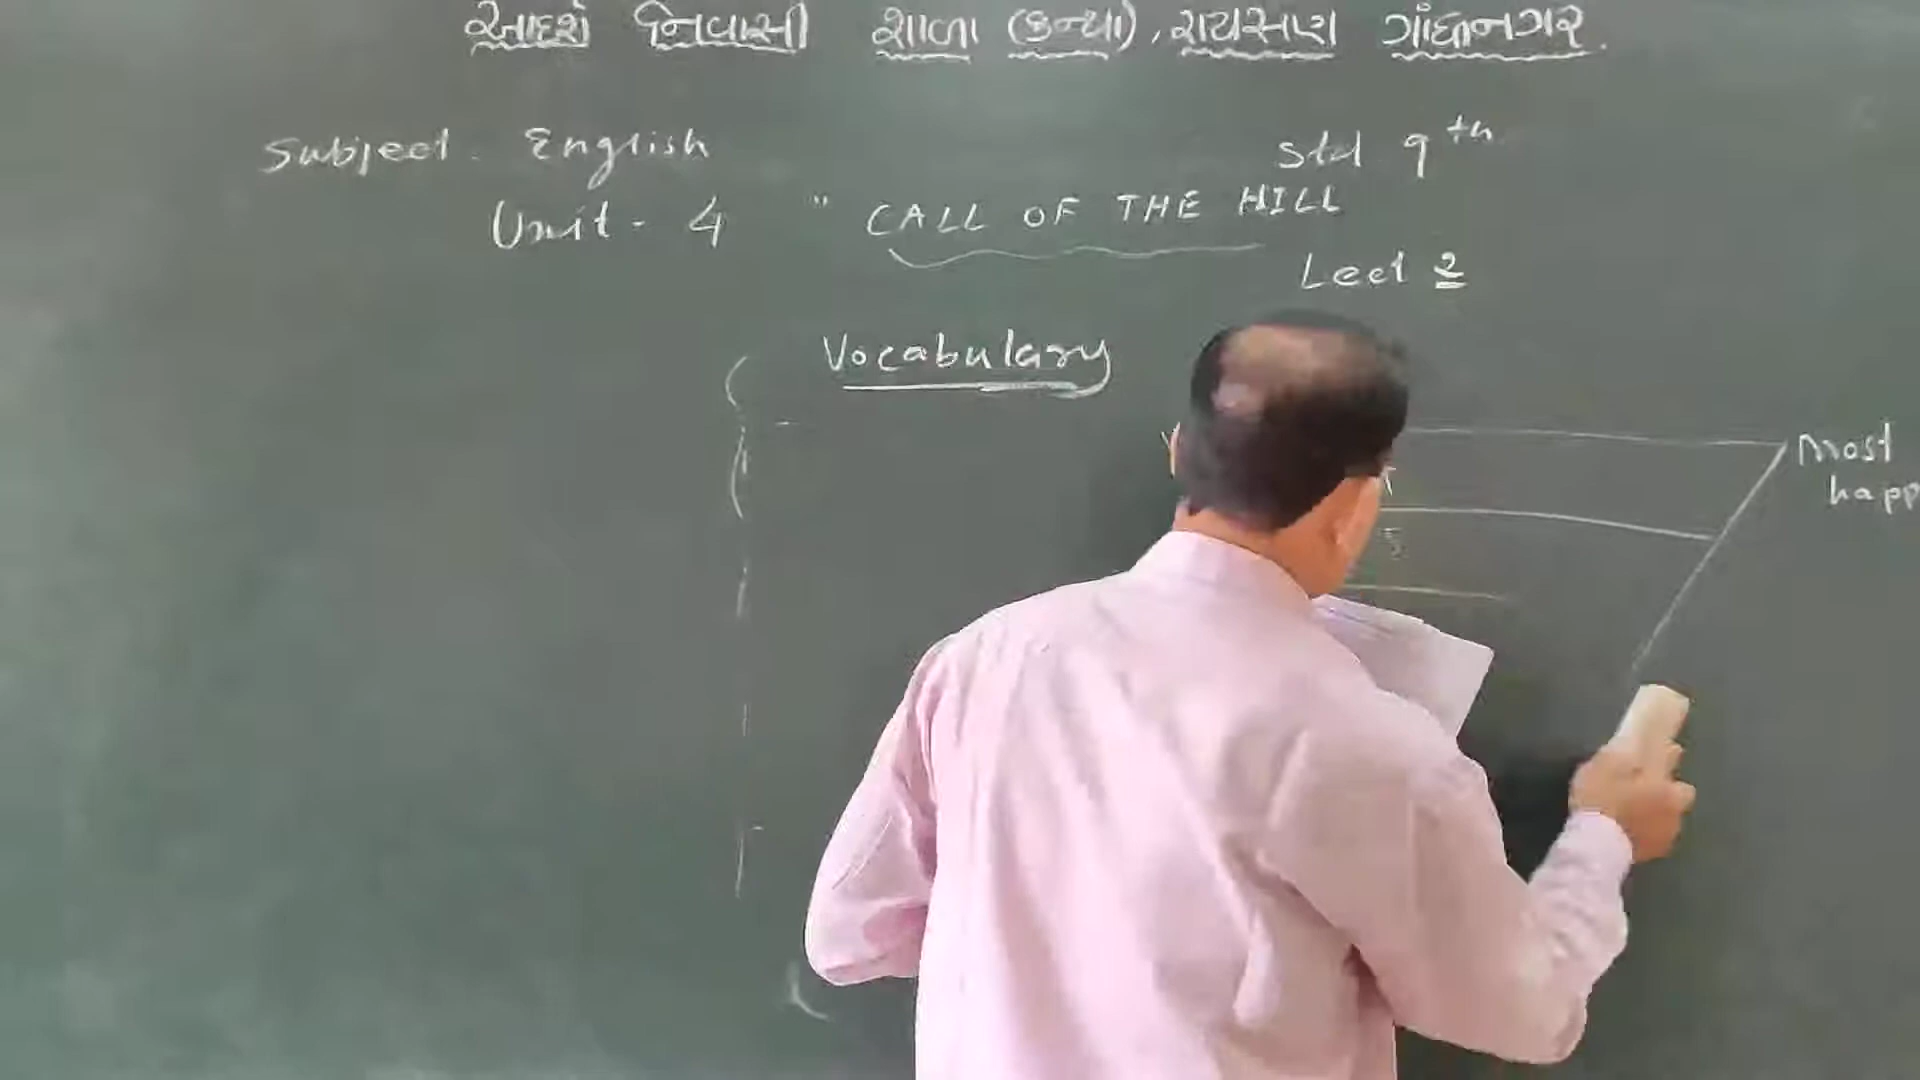 આદર્શ નિવાસી શાળા (કન્યા), રાયસણ ગાંધીનગર.
Subject. English
Std 9th
Unit - 4 " CALL OF THE HILL
Lect 2
Vocabulary
Most
happ
5